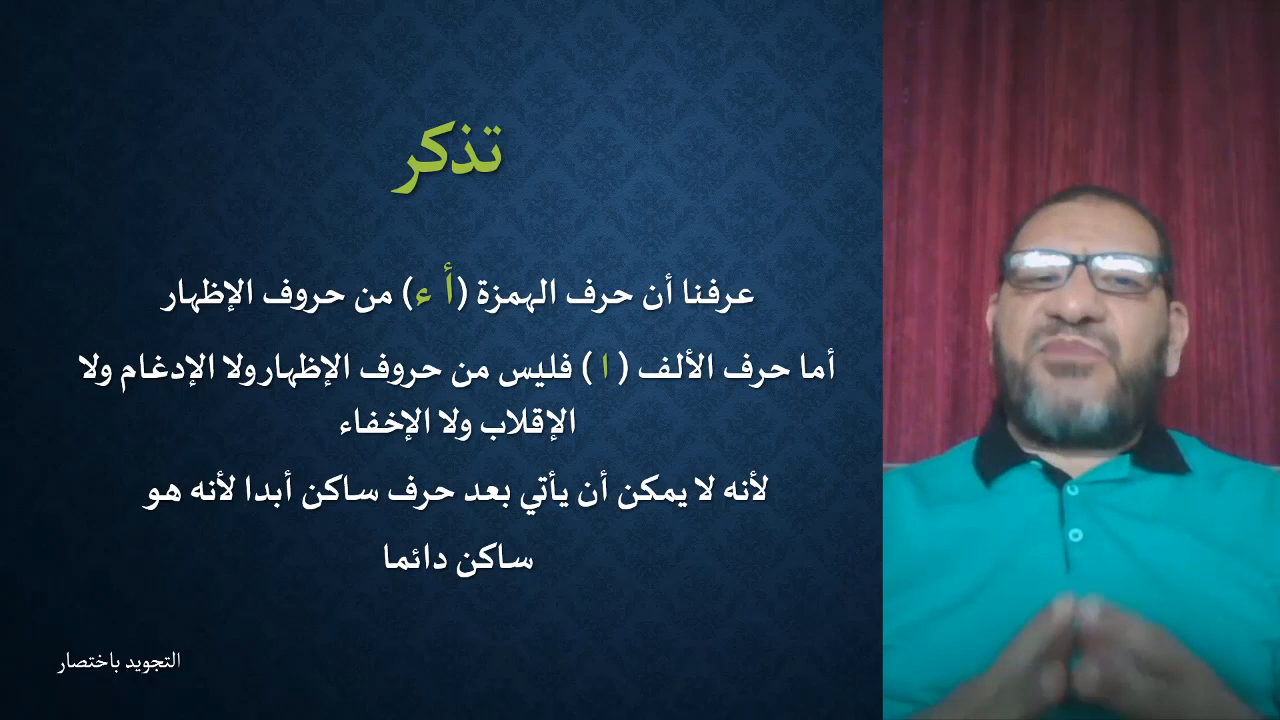 تذكر
عرفنا أن حرف الهمزة (أ ء) من حروف الإظهار
أما حرف الألف ( ا ) فليس من حروف الإظهارولا الإدغام ولا
الإقلاب ولا الإخفاء
لأنه لا يمكن أن يأتي بعد حرف ساكن أبدا لأنه هو
ساكن دائما
التجويد باختصار